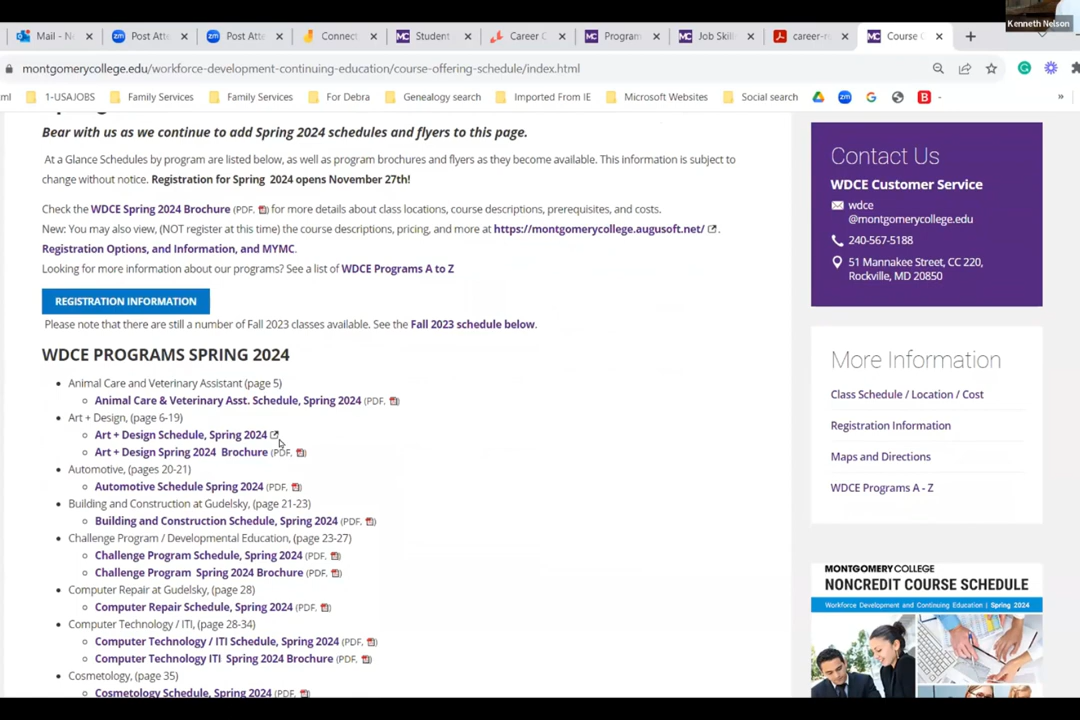 Kenneth Nelson
Mail - N
Post Atte
Post Atte
Connect
Student
Career C
Program
Job Skill
career-r
Course O
montgomerycollege.edu/workforce-development-continuing-education/course-offering-schedule/index.html
1-USAJOBS
Family Services
Family Services
For Debra
Genealogy search
Imported From IE
Microsoft Websites
Social search
Bear with us as we continue to add Spring 2024 schedules and flyers to this page.
At a Glance Schedules by program are listed below, as well as program brochures and flyers as they become available. This information is subject to
change without notice. Registration for Spring 2024 opens November 27th!
Check the WDCE Spring 2024 Brochure (PDF, ) for more details about class locations, course descriptions, prerequisites, and costs.
New: You may also view, (NOT register at this time) the course descriptions, pricing, and more at https://montgomerycollege.augusoft.net/ .
Registration Options, and Information, and MYMC.
Looking for more information about our programs? See a list of WDCE Programs A to Z
REGISTRATION INFORMATION
Please note that there are still a number of Fall 2023 classes available. See the Fall 2023 schedule below.
WDCE PROGRAMS SPRING 2024
Animal Care and Veterinary Assistant (page 5)
Animal Care & Veterinary Asst. Schedule, Spring 2024 (PDF, )
Art + Design, (page 6-19)
Art + Design Schedule, Spring 2024
Art + Design Spring 2024 Brochure (PDF, )
Automotive, (pages 20-21)
Automotive Schedule Spring 2024 (PDF, )
Building and Construction at Gudelsky, (page 21-23)
Building and Construction Schedule, Spring 2024 (PDF, )
Challenge Program / Developmental Education, (page 23-27)
Challenge Program Schedule, Spring 2024 (PDF, )
Challenge Program Spring 2024 Brochure (PDF, )
Computer Repair at Gudelsky, (page 28)
Computer Repair Schedule, Spring 2024 (PDF, )
Computer Technology / ITI, (page 28-34)
Computer Technology / ITI Schedule, Spring 2024 (PDF, )
Computer Technology ITI Spring 2024 Brochure (PDF, )
Cosmetology, (page 35)
Cosmetology Schedule, Spring 2024 (PDF, )
Contact Us
WDCE Customer Service
wdce
@montgomerycollege.edu
240-567-5188
51 Mannakee Street, CC 220,
Rockville, MD 20850
More Information
Class Schedule / Location / Cost
Registration Information
Maps and Directions
WDCE Programs A - Z
MONTGOMERY COLLEGE
NONCREDIT COURSE SCHEDULE
Workforce Development and Continuing Education | Spring 2024